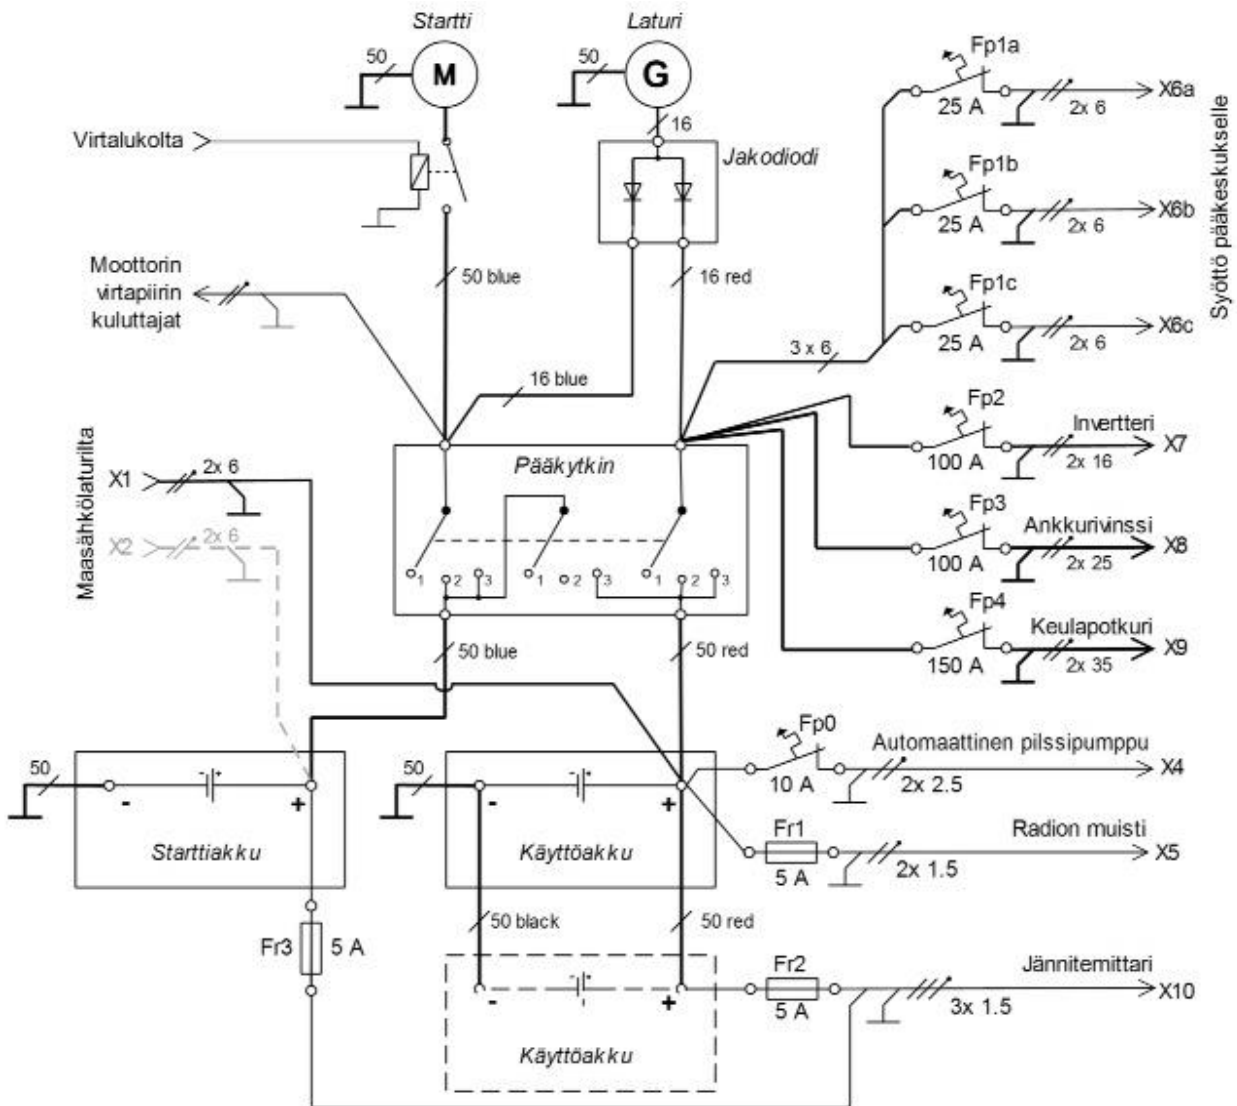 Startti
Laturi
50
M
50
G
16
Fp1a
25 A
2x 6
X6a
Virtalukolta
Jakodiodi
Fp1b
25 A
2x 6
X6b
Syöttö pääkeskukselle
Moottorin
virtapiirin
kuluttajat
50 blue
16 red
Fp1c
25 A
2x 6
X6c
3 x 6
16 blue
Fp2
100 A
Invertteri
2x 16
X7
Maasähkölaturilta
X1
2x 6
X2
2x 6
Pääkytkin
1
2
3
1
2
3
1
2
3
Fp3
100 A
Ankkurivinssi
2x 25
X8
Fp4
150 A
Keulapotkuri
2x 35
X9
50 blue
50 red
Fp0
10 A
Automaattinen pilssipumppu
2x 2.5
X4
50
-
- +
+
Starttiakku
50
-
- +
+
Käyttöakku
Fr1
5 A
Radion muisti
2x 1.5
X5
50 black
50 red
Fr3
5 A
-
- +
+
Käyttöakku
Fr2
5 A
Jännitemittari
3x 1.5
X10